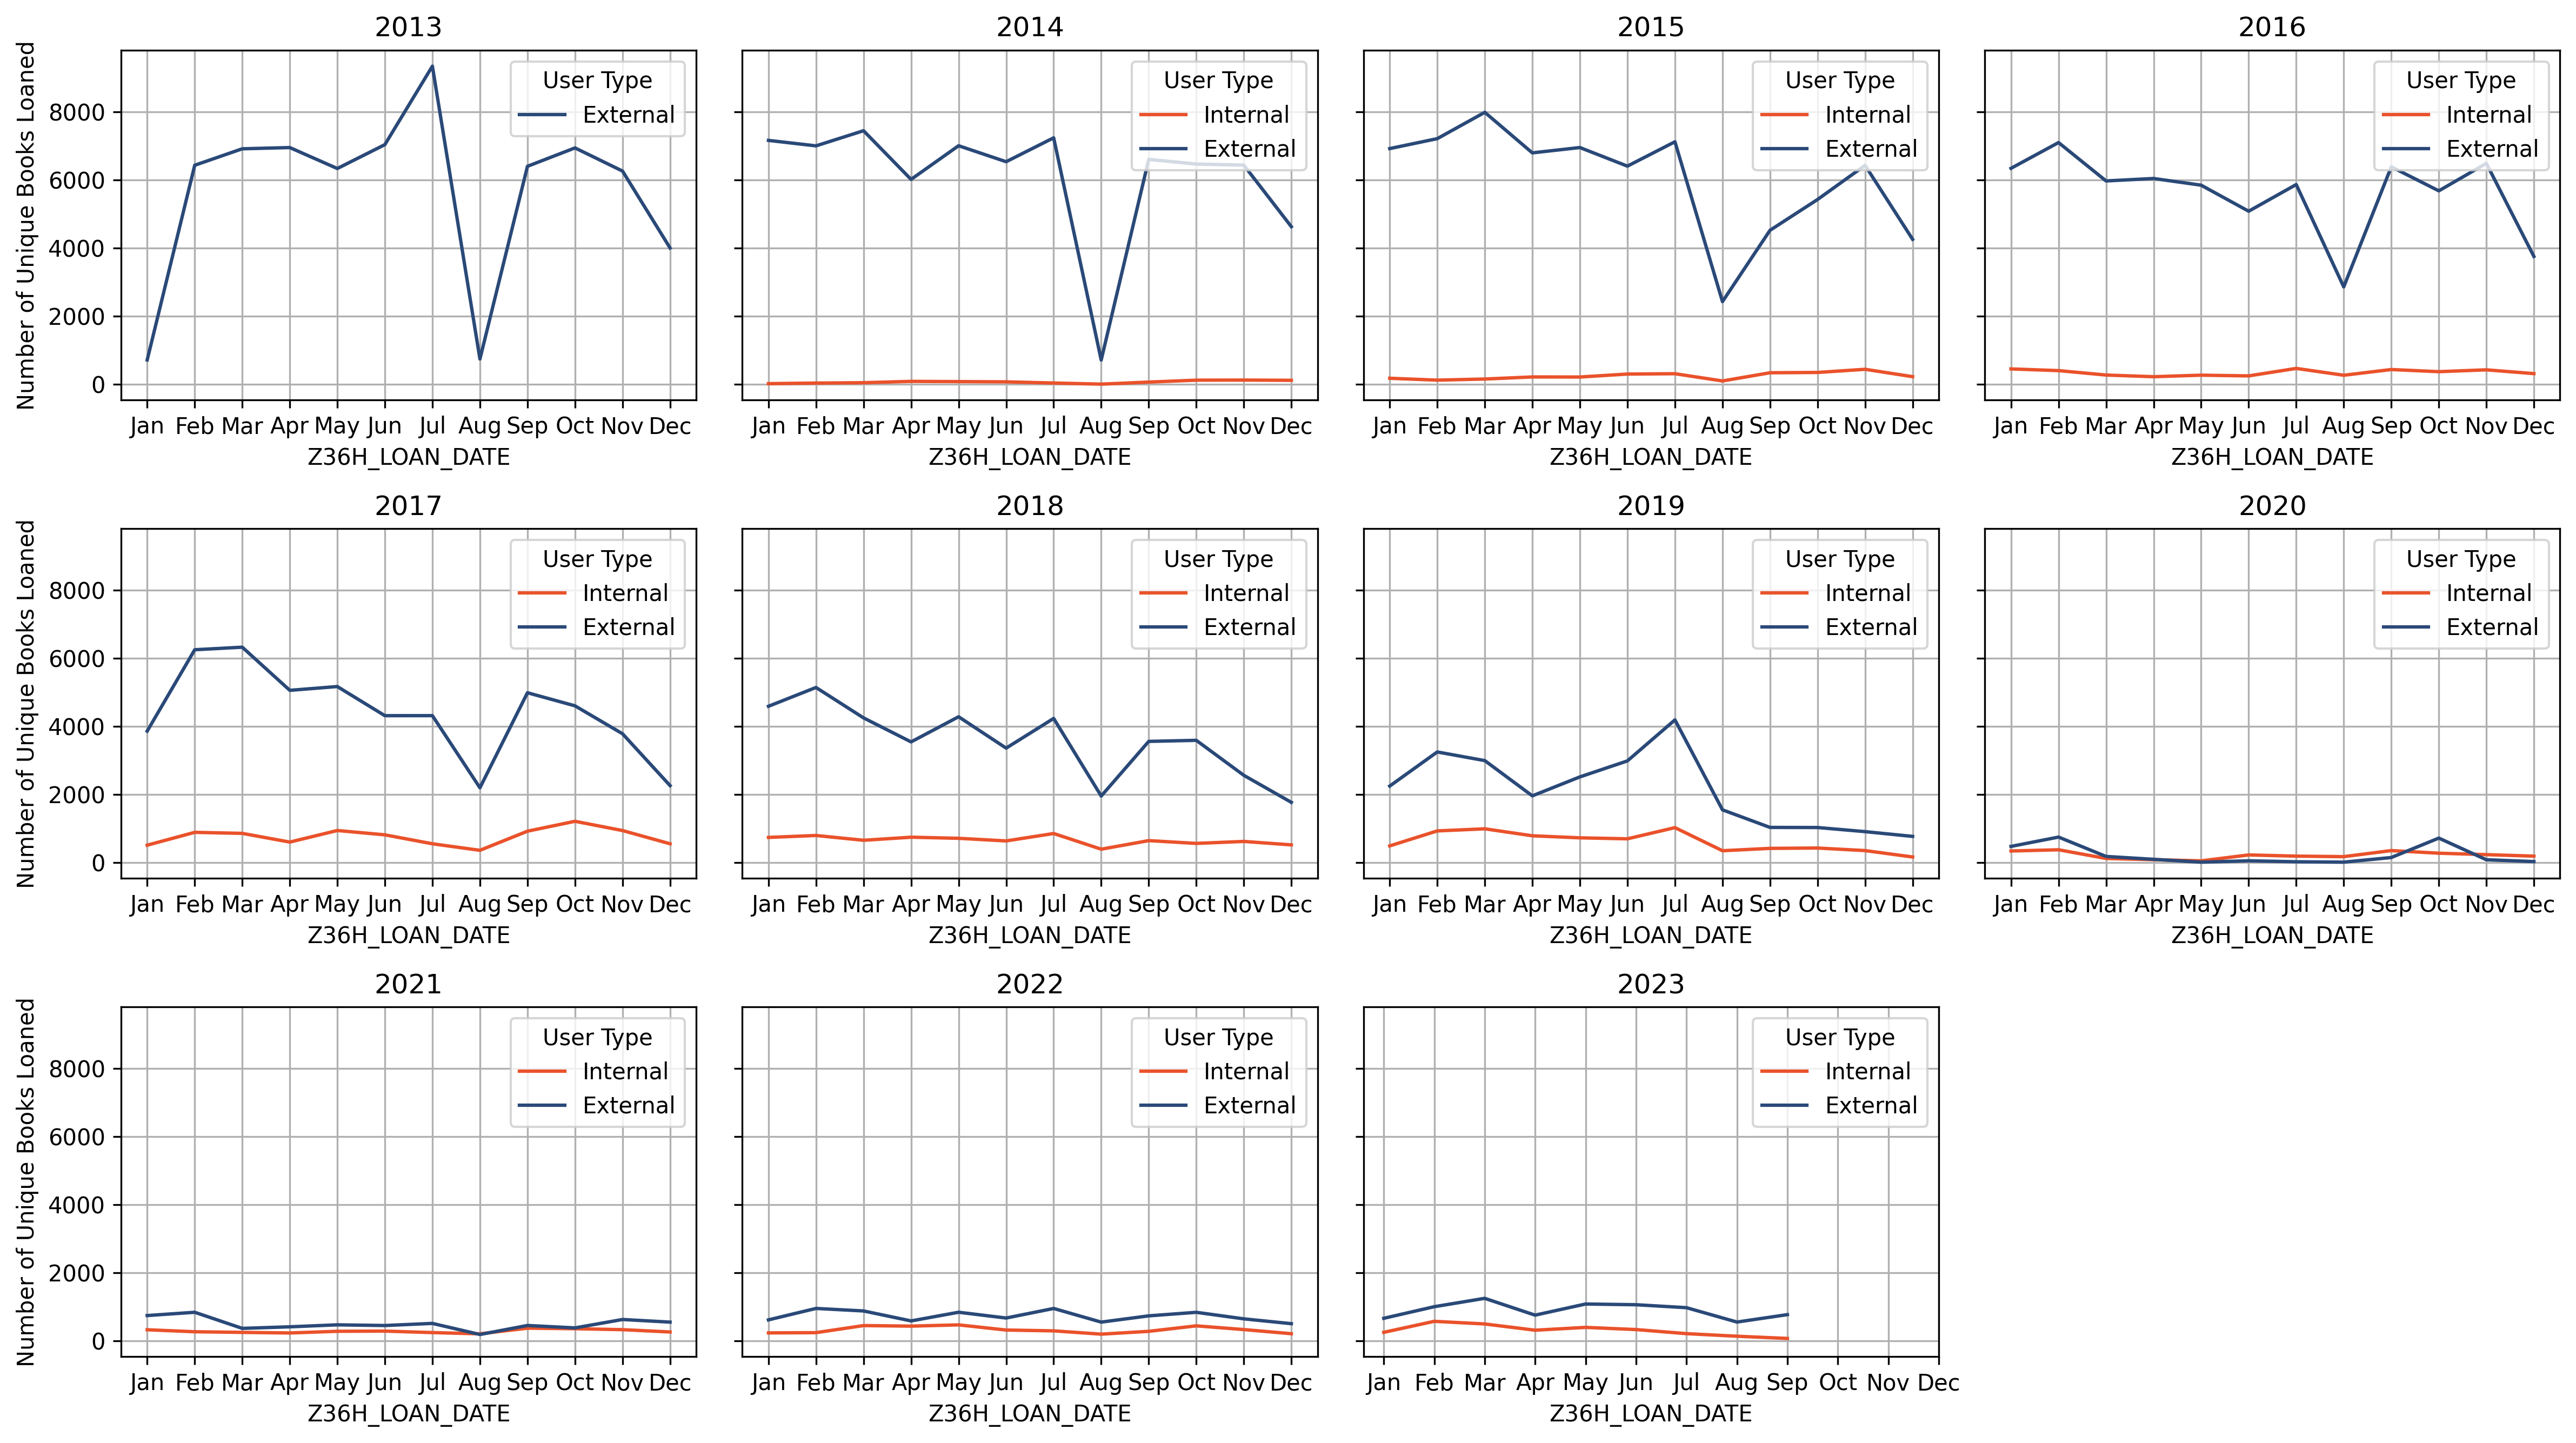 2013
Number of Unique Books Loaned
8000
6000
4000
2000
0
User Type
External
Jan Feb Mar Apr May Jun Jul Aug Sep Oct Nov Dec
Z36H_LOAN_DATE
2014
User Type
Internal
External
Jan Feb Mar Apr May Jun Jul Aug Sep Oct Nov Dec
Z36H_LOAN_DATE
2015
User Type
Internal
External
Jan Feb Mar Apr May Jun Jul Aug Sep Oct Nov Dec
Z36H_LOAN_DATE
2016
User Type
Internal
External
Jan Feb Mar Apr May Jun Jul Aug Sep Oct Nov Dec
Z36H_LOAN_DATE
2017
Number of Unique Books Loaned
8000
6000
4000
2000
0
User Type
Internal
External
Jan Feb Mar Apr May Jun Jul Aug Sep Oct Nov Dec
Z36H_LOAN_DATE
2018
User Type
Internal
External
Jan Feb Mar Apr May Jun Jul Aug Sep Oct Nov Dec
Z36H_LOAN_DATE
2019
User Type
Internal
External
Jan Feb Mar Apr May Jun Jul Aug Sep Oct Nov Dec
Z36H_LOAN_DATE
2020
User Type
Internal
External
Jan Feb Mar Apr May Jun Jul Aug Sep Oct Nov Dec
Z36H_LOAN_DATE
2021
Number of Unique Books Loaned
8000
6000
4000
2000
0
User Type
Internal
External
Jan Feb Mar Apr May Jun Jul Aug Sep Oct Nov Dec
Z36H_LOAN_DATE
2022
User Type
Internal
External
Jan Feb Mar Apr May Jun Jul Aug Sep Oct Nov Dec
Z36H_LOAN_DATE
2023
User Type
Internal
External
Jan Feb Mar Apr May Jun Jul Aug Sep Oct Nov Dec
Z36H_LOAN_DATE